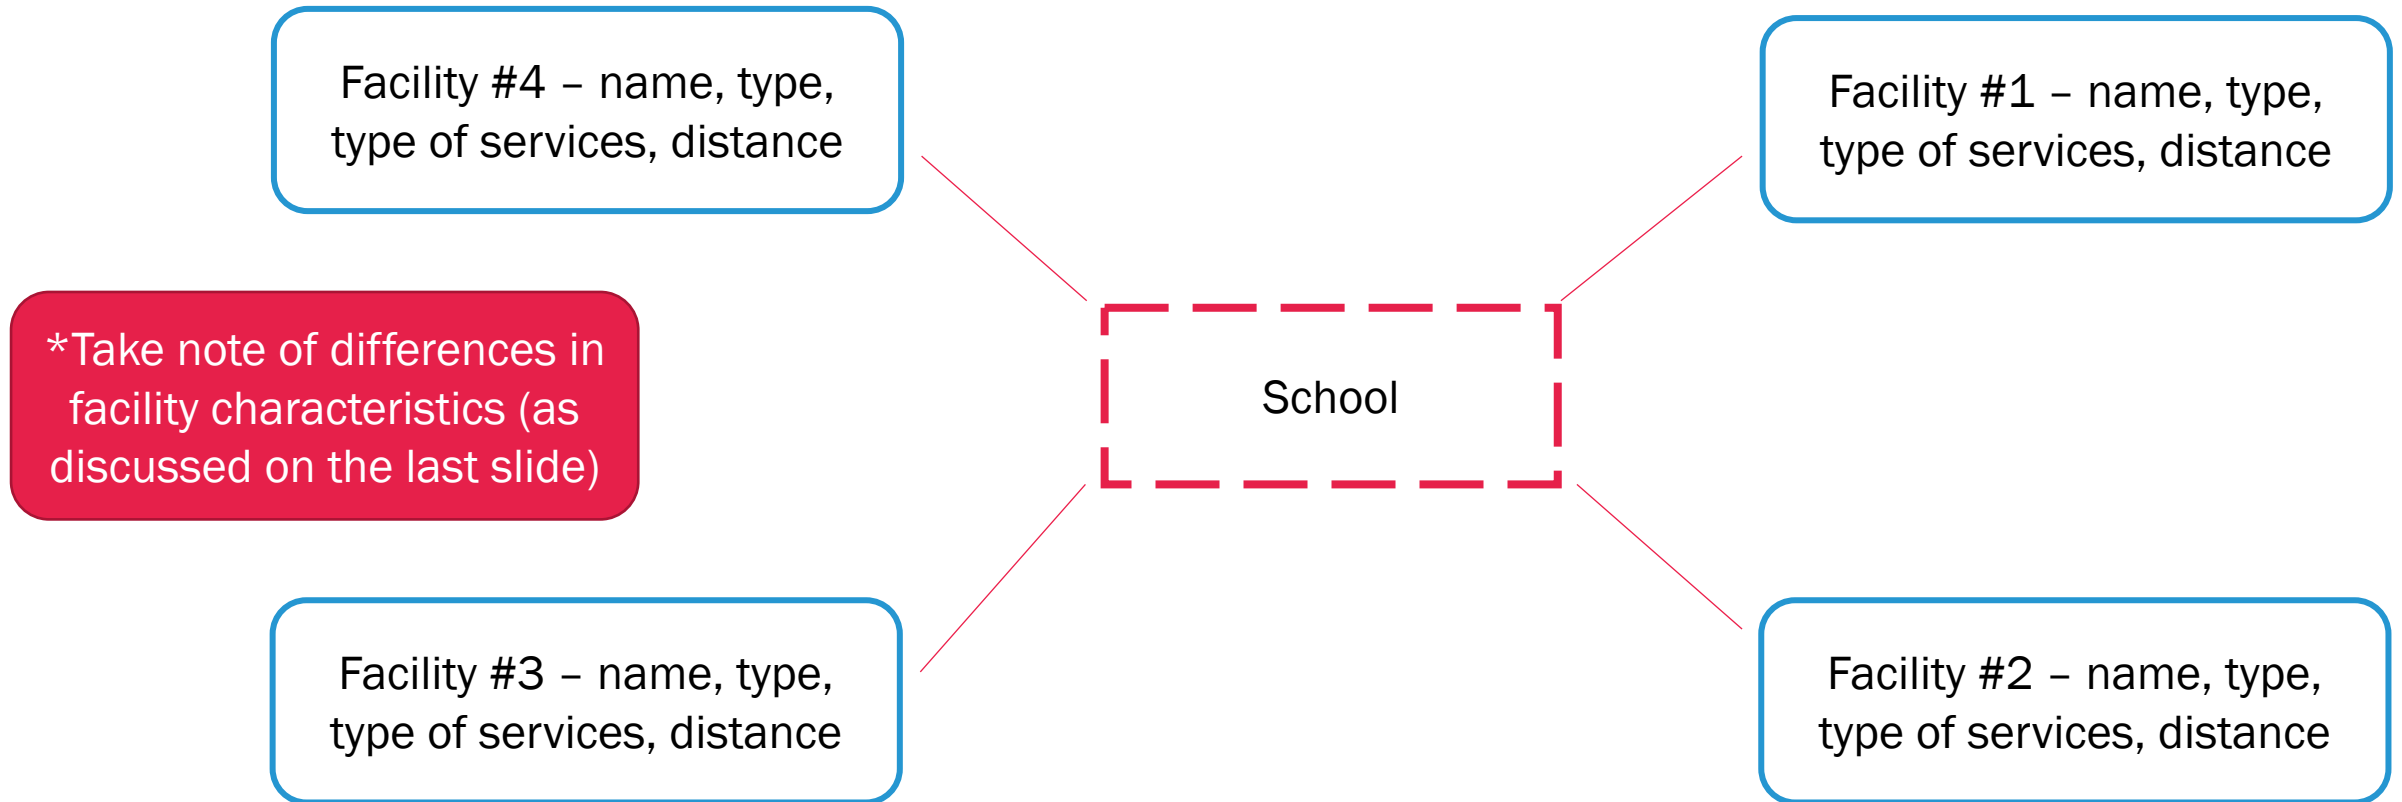 Facility #4 – name, type,
type of services, distance
Facility #1 – name, type,
type of services, distance
*Take note of differences in
facility characteristics (as
discussed on the last slide)
School
Facility #3 – name, type,
type of services, distance
Facility #2 – name, type,
type of services, distance